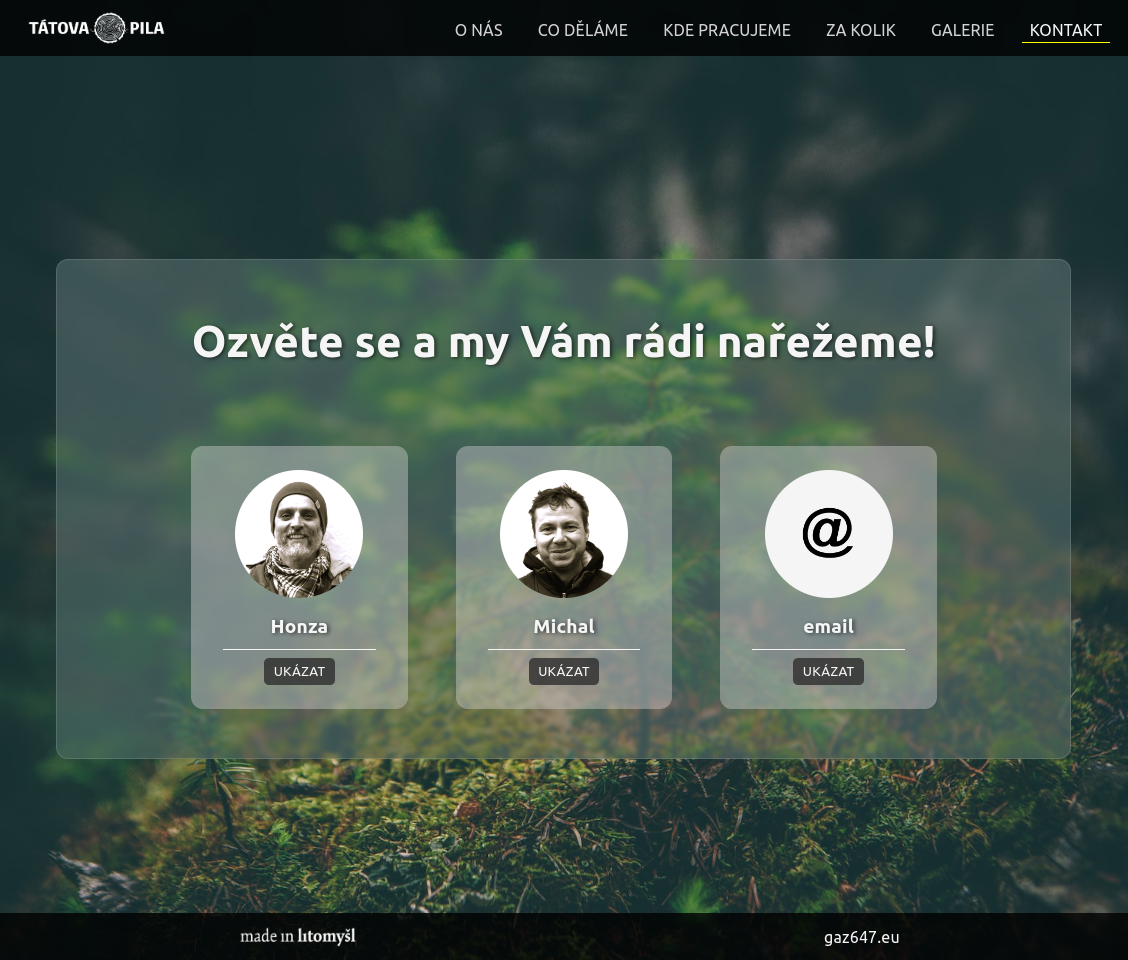 TÁTOVA PILA
O NÁS
CO DĚLÁME
KDE PRACUJEME
ZA KOLIK
GALERIE
KONTAKT
Ozvěte se a my Vám rádi nařežeme!
@
Honza
UKÁZAT
Michal
UKÁZAT
email
UKÁZAT
made in litomyšl
gaz647.eu